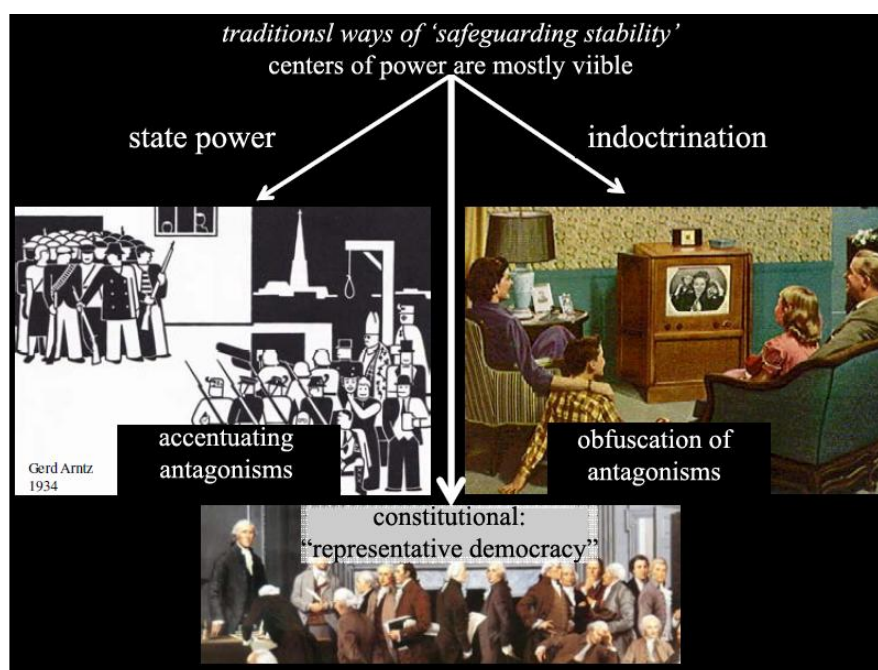 traditionsl ways of ‘safeguarding stability’
centers of power are mostly viible
state power
indoctrination
accentuating
antagonisms
Gerd Arntz
1934
obfuscation of
antagonisms
constitutional:
“representative democracy”